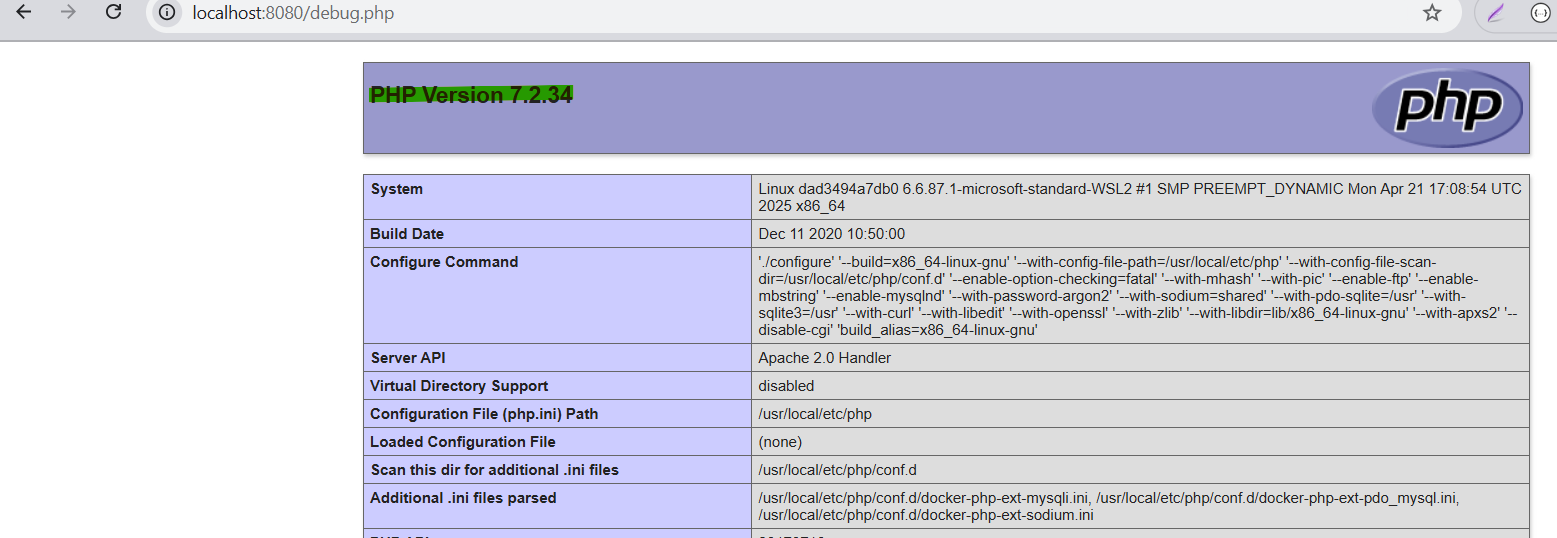 localhost:8080/debug.php
PHP Version 7.2.34
php
System
Linux dad3494a7db0 6.6.87.1-microsoft-standard-WSL2 #1 SMP PREEMPT_DYNAMIC Mon Apr 21 17:08:54 UTC
2025 x86_64
Build Date
Dec 11 2020 10:50:00
Configure Command
'./configure' '--build=x86_64-linux-gnu' '--with-config-file-path=/usr/local/etc/php' '--with-config-file-scan-
dir=/usr/local/etc/php/conf.d' '--enable-option-checking=fatal' '--with-mhash' '--with-pic' '--enable-ftp' '--enable-
mbstring' '--enable-mysqlnd' '--with-password-argon2' '--with-sodium=shared' '--with-pdo-sqlite=/usr' '--with-
sqlite3=/usr' '--with-curl' '--with-libedit' '--with-openssl' '--with-zlib' '--with-libdir=lib/x86_64-linux-gnu' '--with-apxs2' '--
disable-cgi' 'build_alias=x86_64-linux-gnu'
Server API
Apache 2.0 Handler
Virtual Directory Support
disabled
Configuration File (php.ini) Path
/usr/local/etc/php
Loaded Configuration File
(none)
Scan this dir for additional .ini files
/usr/local/etc/php/conf.d
Additional .ini files parsed
/usr/local/etc/php/conf.d/docker-php-ext-mysqli.ini, /usr/local/etc/php/conf.d/docker-php-ext-pdo_mysql.ini,
/usr/local/etc/php/conf.d/docker-php-ext-sodium.ini